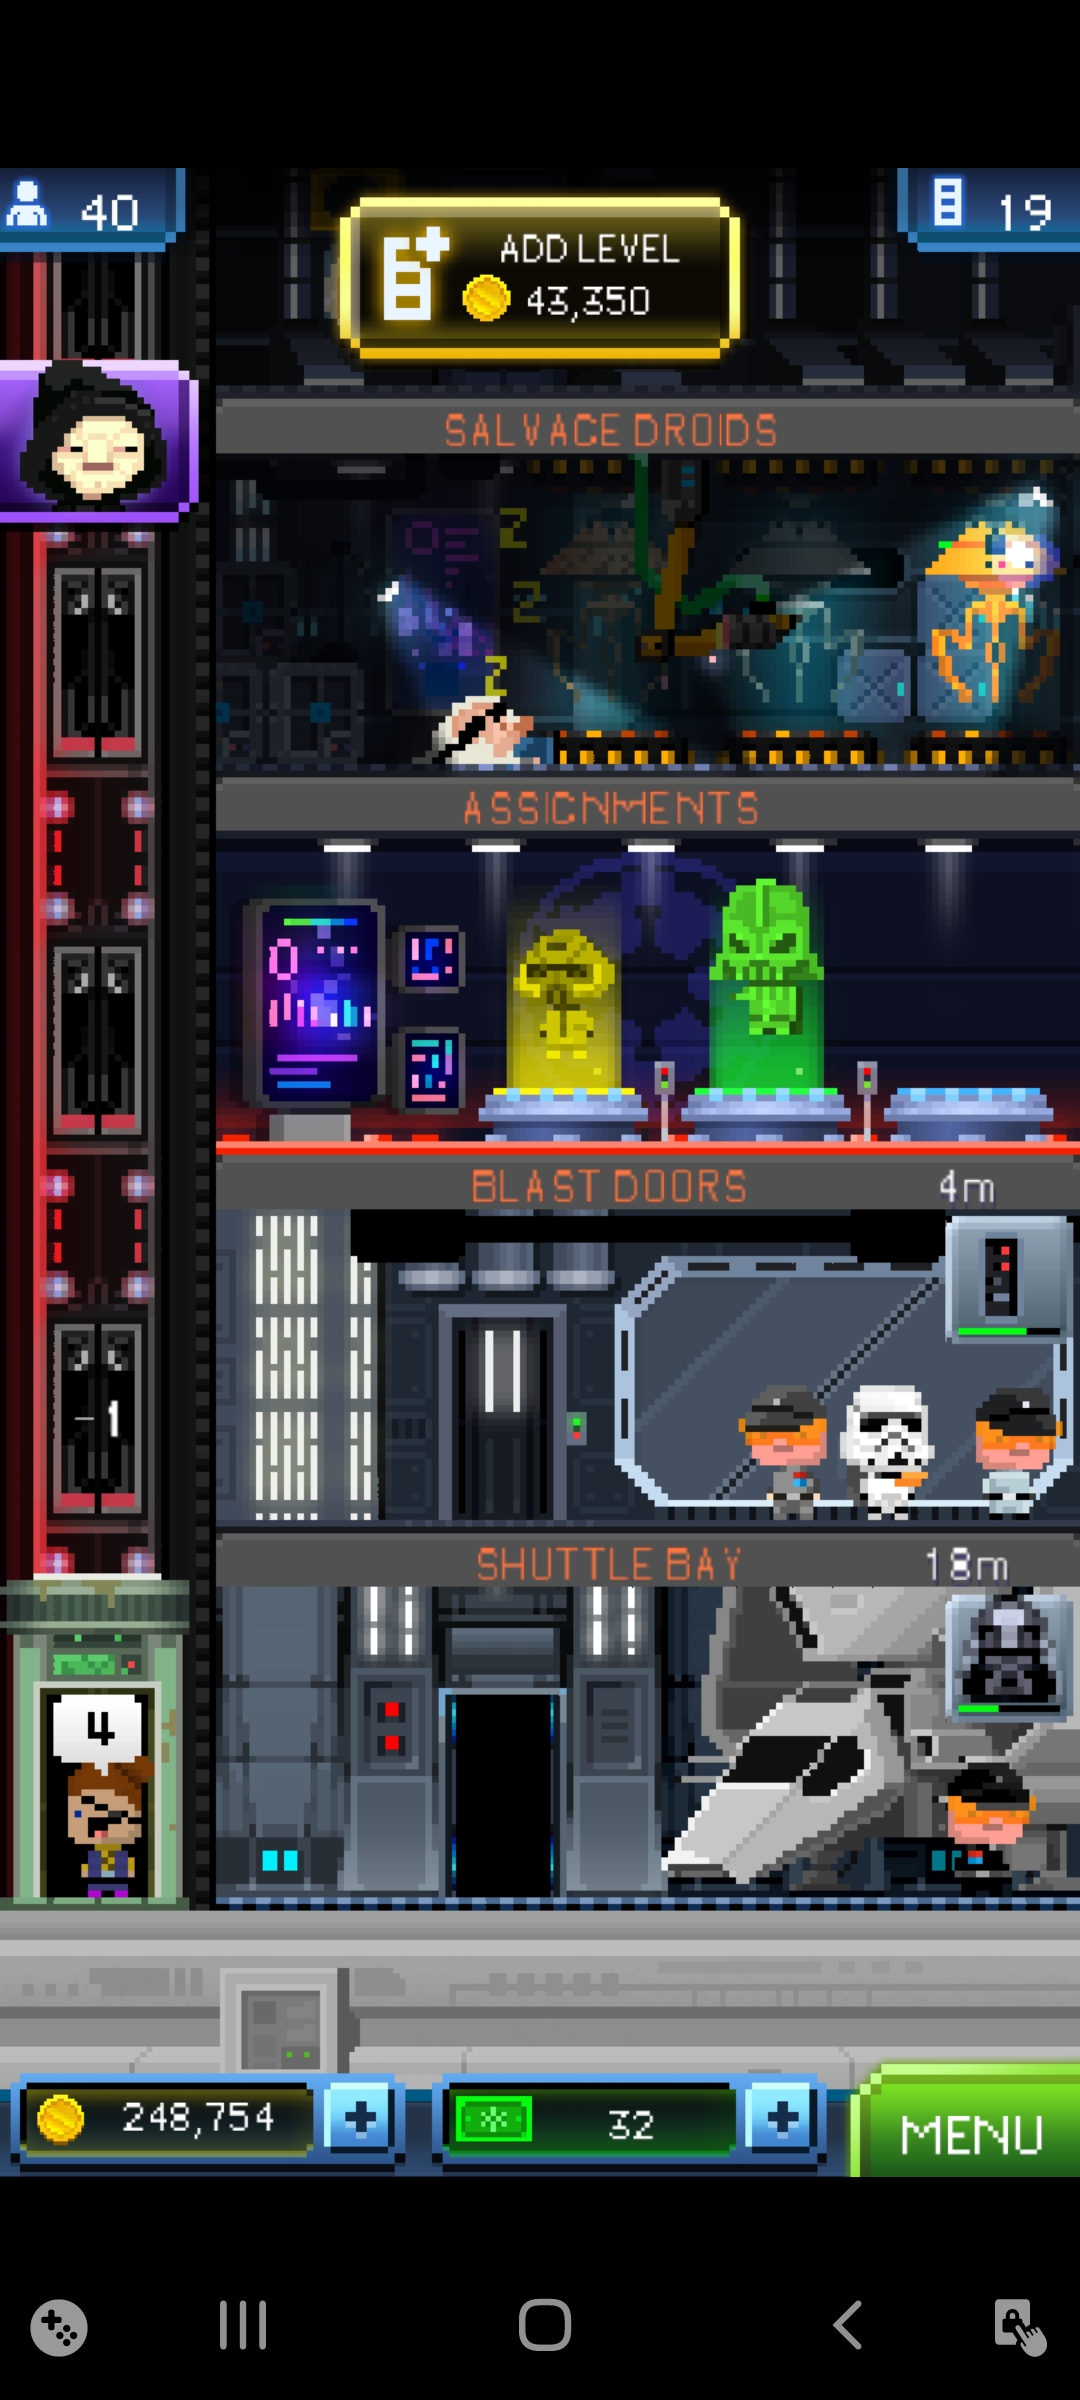 40
ADD LEVEL
43,350
19
SALVAGE DROIDS
Z
Z
Z
ASSIGNMENTS
BLAST DOORS 4m
-1
SHUTTLE BAY 18m
4
248,754
32
MENU